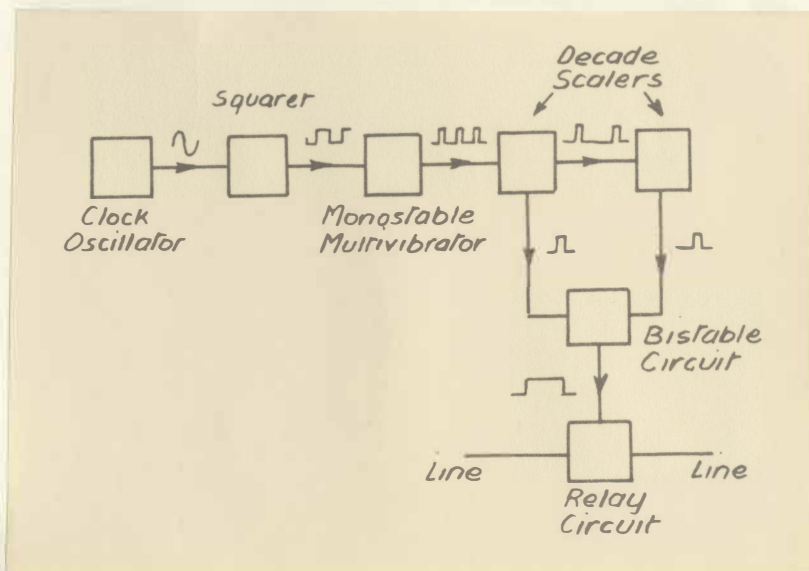 Decade
Scalers
Squarer
Clock
Oscillator
Monostable
Multivibrator
Bistable
Circuit
Line
Line
Relay
Circuit